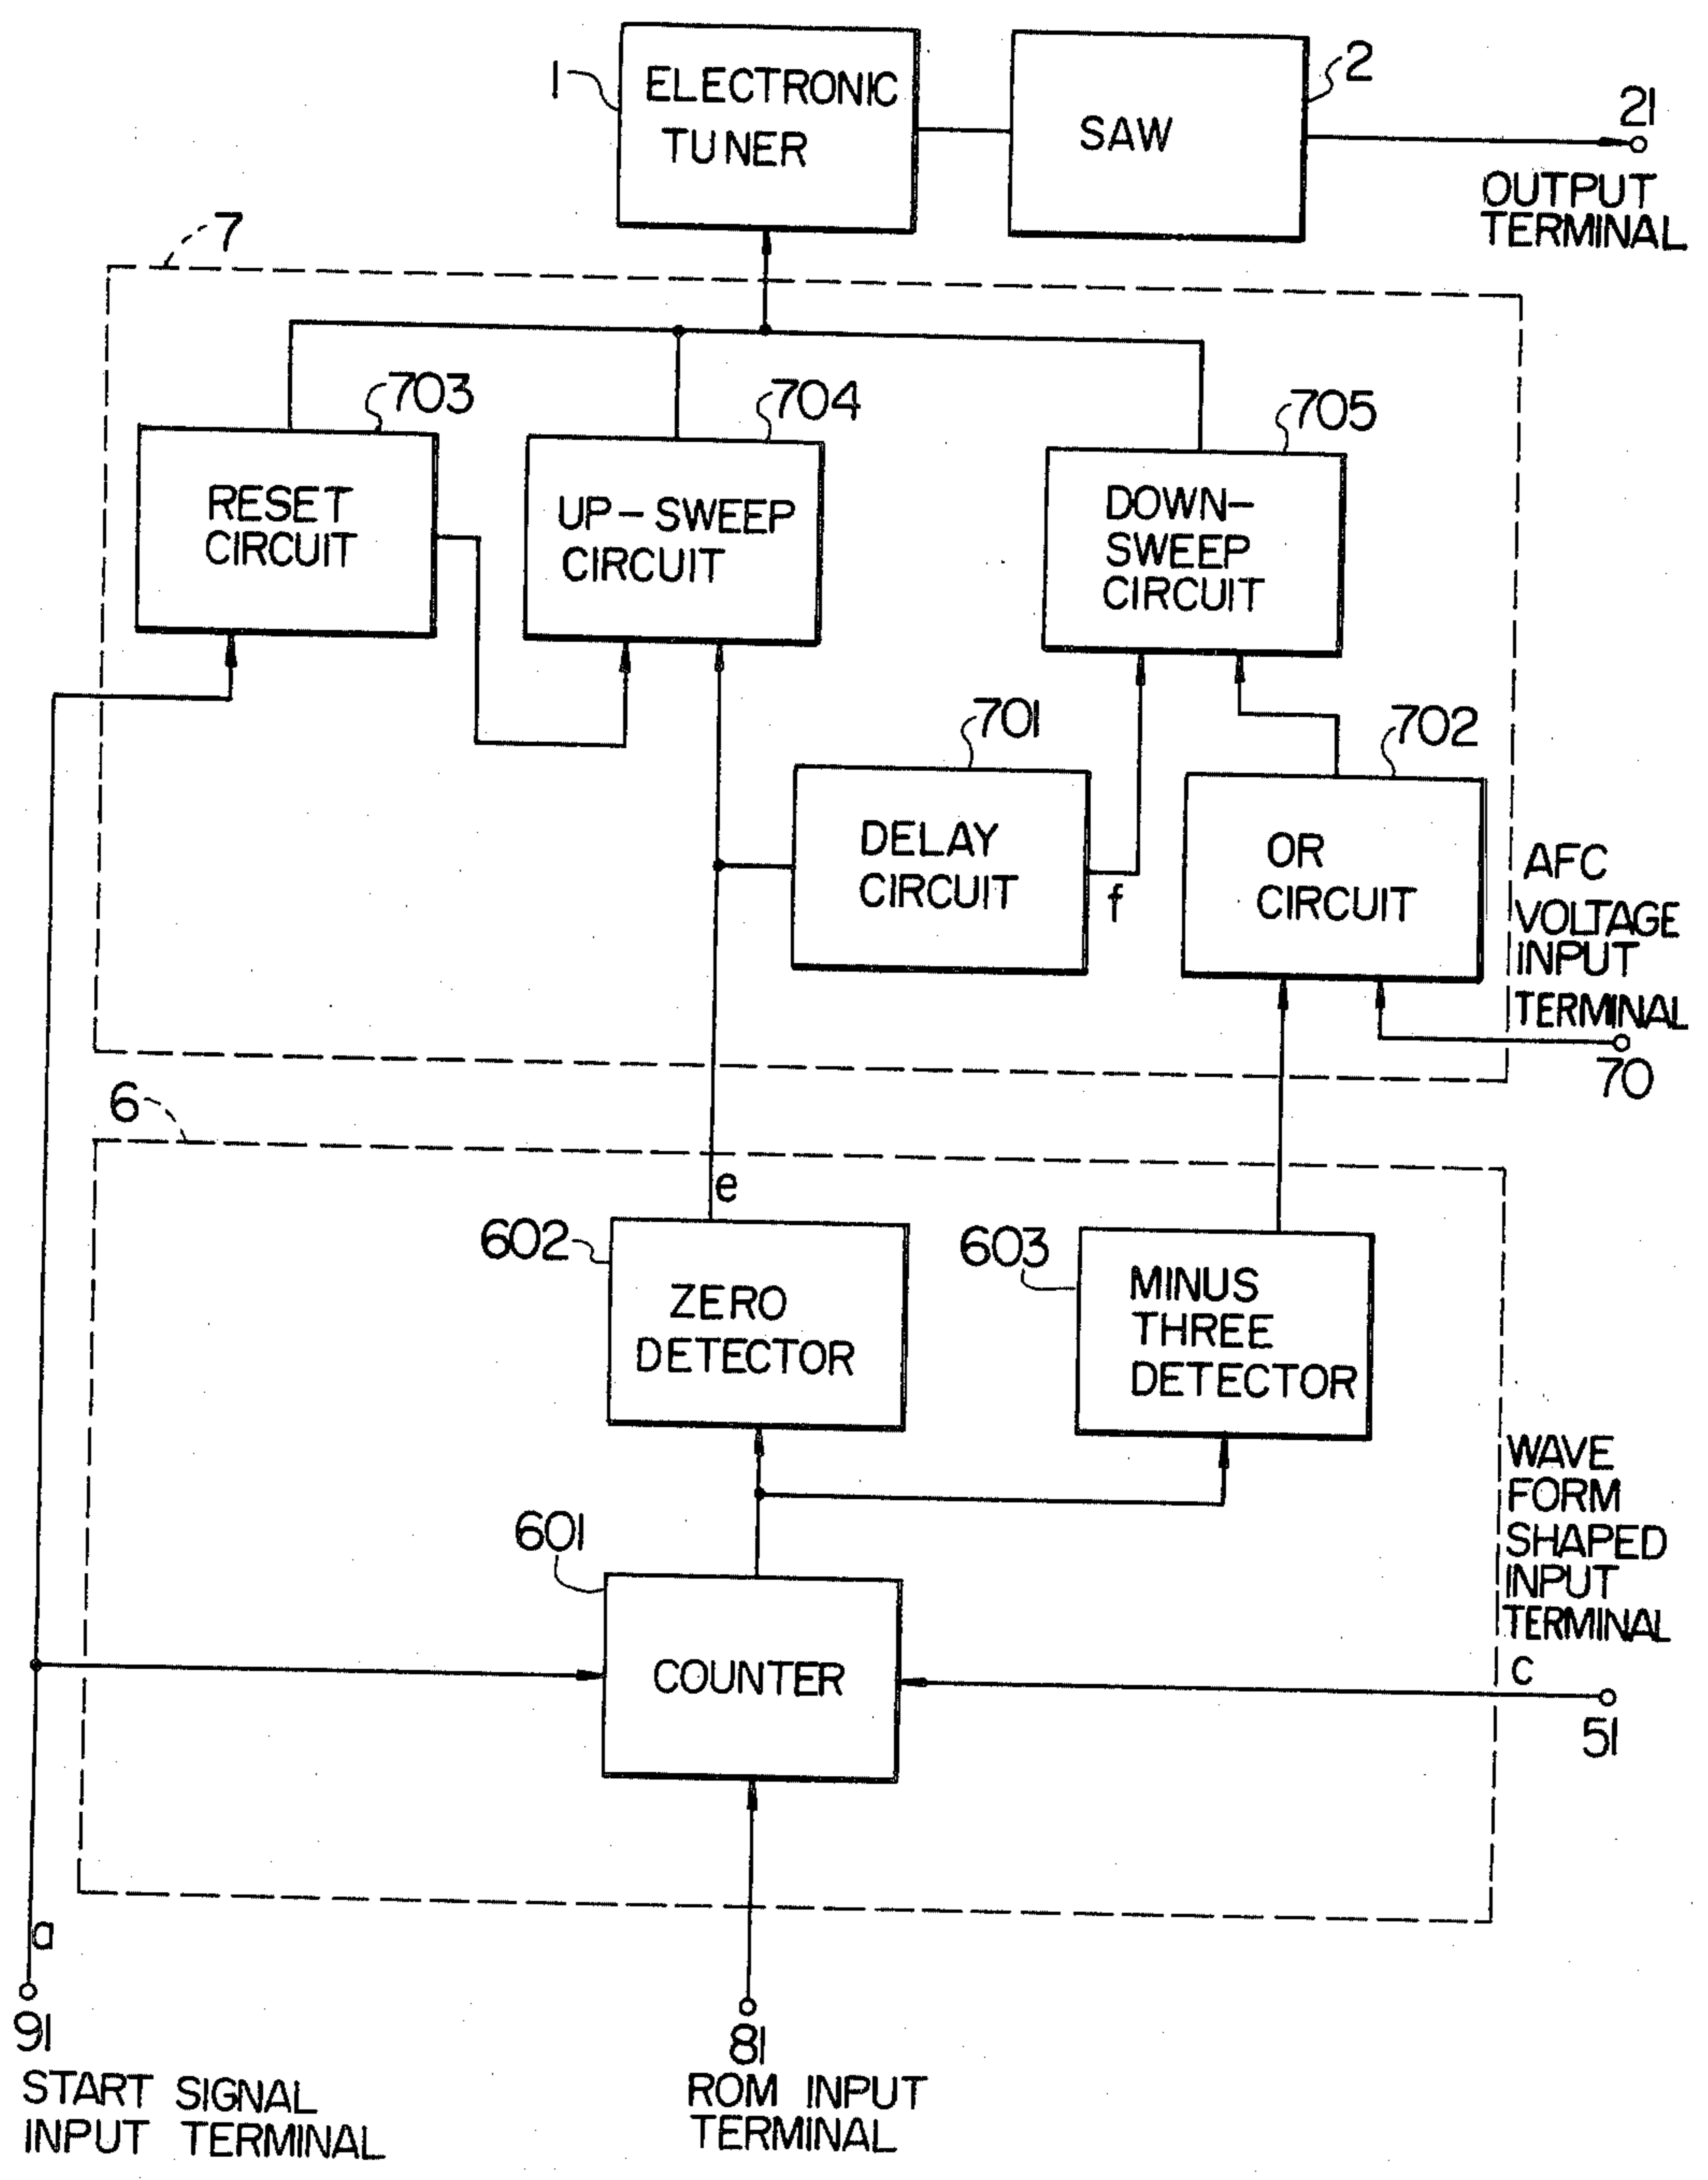 1
ELECTRONIC
TUNER
2
SAW
21
OUTPUT
TERMINAL
7
703
RESET
CIRCUIT
704
UP-SWEEP
CIRCUIT
705
DOWN-
SWEEP
CIRCUIT
701
DELAY
CIRCUIT
f
702
OR
CIRCUIT
AFC
VOLTAGE
INPUT
TERMINAL
70
6
e
602
ZERO
DETECTOR
603
MINUS
THREE
DETECTOR
601
COUNTER
WAVE
FORM
SHAPED
INPUT
TERMINAL
c
51
a
91
START SIGNAL
INPUT TERMINAL
81
ROM INPUT
TERMINAL